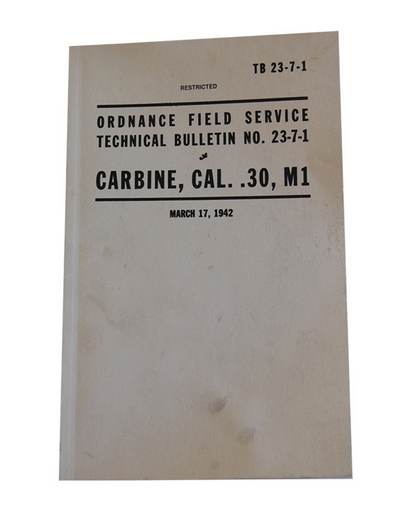 TB 23-7-1
RESTRICTED
ORDNANCE FIELD SERVICE
TECHNICAL BULLETIN NO. 23-7-1
CARBINE, CAL. .30, M1
MARCH 17, 1942